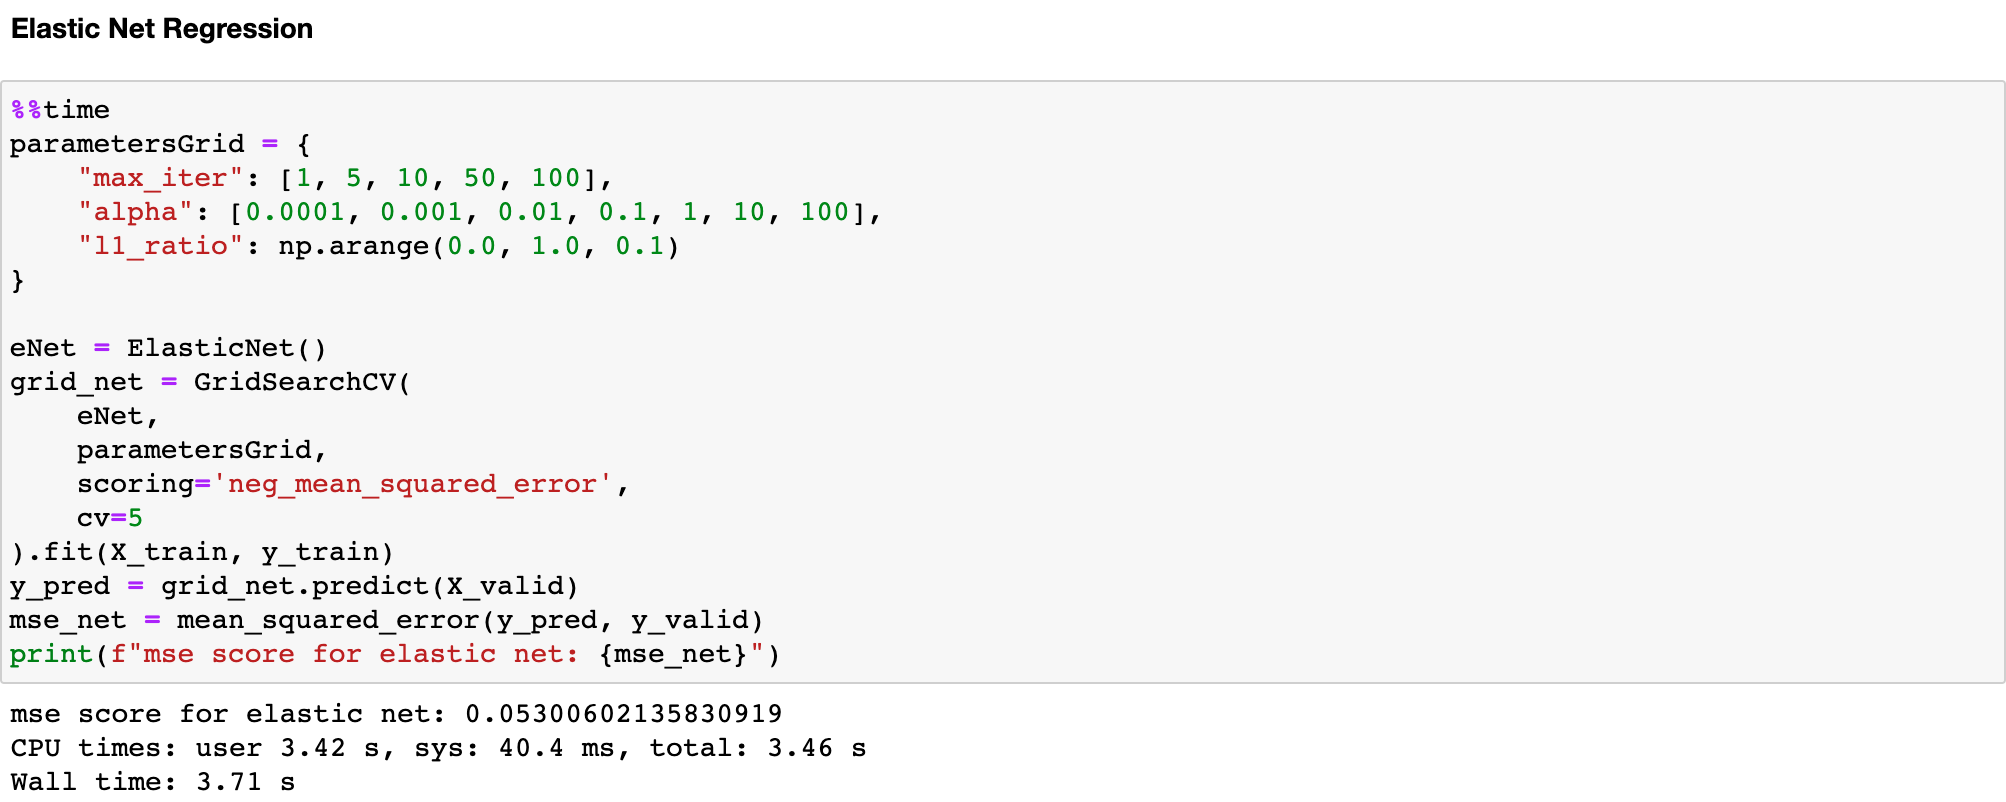 Elastic Net Regression
%%time
parametersGrid = {
    "max_iter": [1, 5, 10, 50, 100],
    "alpha": [0.0001, 0.001, 0.01, 0.1, 1, 10, 100],
    "l1_ratio": np.arange(0.0, 1.0, 0.1)
}
eNet = ElasticNet()
grid_net = GridSearchCV(
    eNet,
    parametersGrid,
    scoring='neg_mean_squared_error',
    cv=5
).fit(X_train, y_train)
y_pred = grid_net.predict(X_valid)
mse_net = mean_squared_error(y_pred, y_valid)
print(f"mse score for elastic net: {mse_net}")
mse score for elastic net: 0.05300602135830919
CPU times: user 3.42 s, sys: 40.4 ms, total: 3.46 s
Wall time: 3.71 s